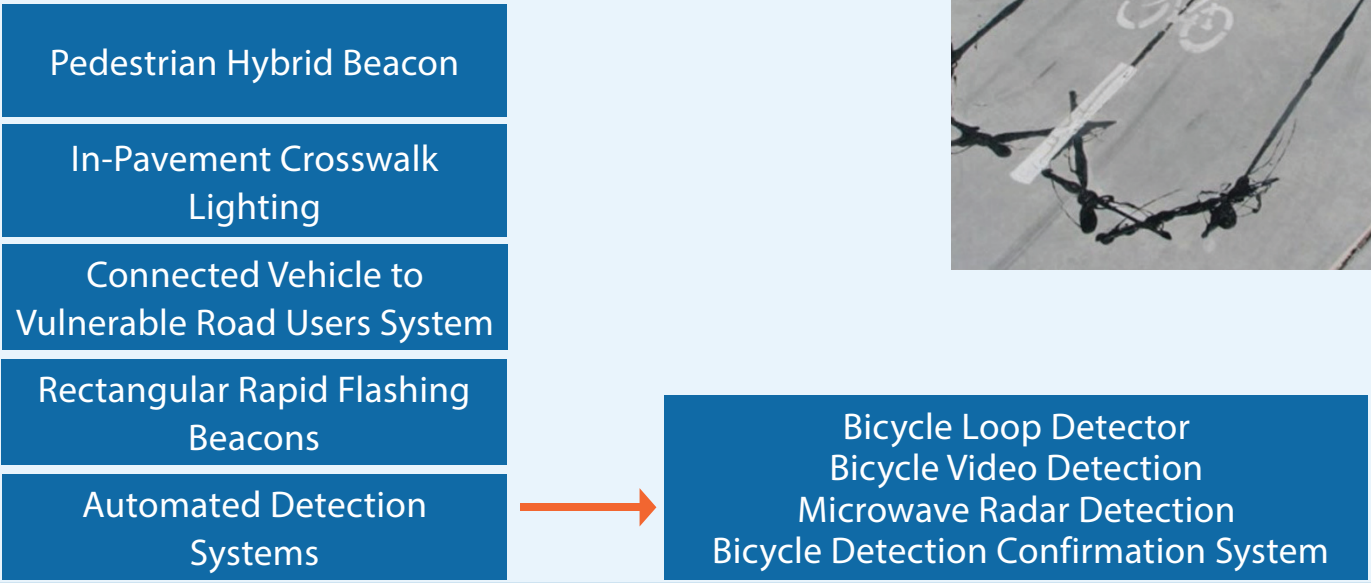 Pedestrian Hybrid Beacon
In-Pavement Crosswalk
Lighting
Connected Vehicle to
Vulnerable Road Users System
Rectangular Rapid Flashing
Beacons
Automated Detection
Systems
Bicycle Loop Detector
Bicycle Video Detection
Microwave Radar Detection
Bicycle Detection Confirmation System